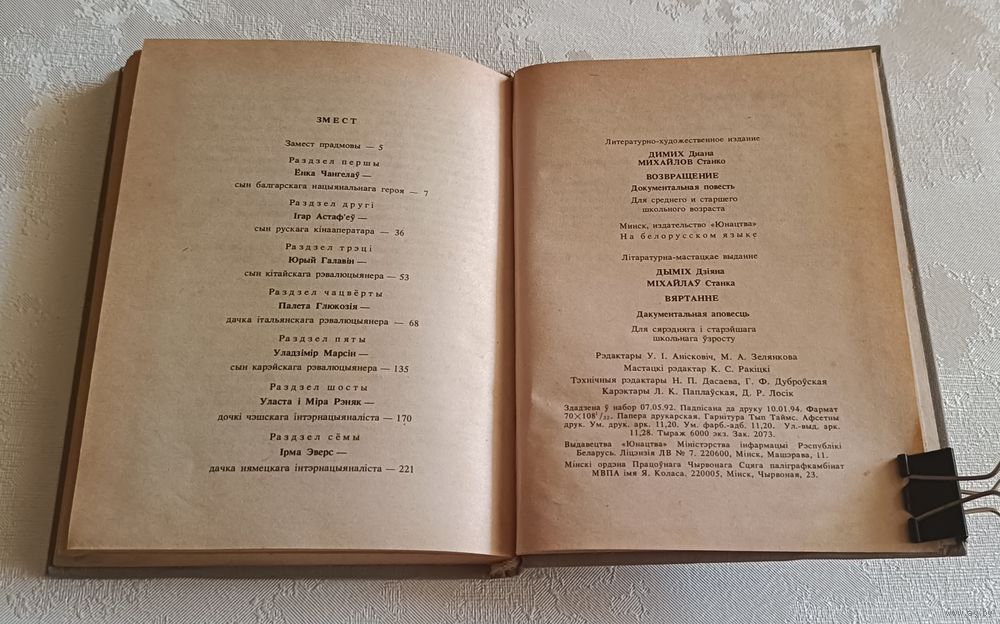 ЗМЕСТ
Замест прадмовы — 5
Раздзел першы
Ёнка Чангелаў —
сын балгарскага нацыянальнага героя — 7
Раздзел другі
Ігар Астаф'еў —
сын рускага кінааператара — 36
Раздзел трэці
Юрый Галавін —
сын кітайскага рэвалюцыянера — 53
Раздзел чацвёрты
Палета Глюкозія —
дачка італьянскага рэвалюцыянера — 68
Раздзел пяты
Уладзімір Марсін —
сын карэйскага рэвалюцыянера — 135
Раздзел шосты
Уласта і Міра Рэняк —
дочкі чэшскага інтэрнацыяналіста — 170
Раздзел сёмы
Ірма Эверс —
дачка нямецкага інтэрнацыяналіста — 221
Литературно-художественное издание
ДИМИХ Диана
МИХАЙЛОВ Станко
ВОЗВРАЩЕНИЕ
Документальная повесть
Для среднего и старшего
школьного возраста
Минск, издательство «Юнацтва»
На белорусском языке
Літаратурна-мастацкае выданне
ДЫМІХ Дзіяна
МІХАЙЛАЎ Станка
ВЯРТАННЕ
Дакументальная аповесць
Для сярэдняга і старэйшага
школьнага ўзросту
Рэдактары У. І. Анісковіч, М. А. Зелянкова
Мастацкі рэдактар К. С. Ракіцкі
Тэхнічныя рэдактары Н. П. Дасаева, Г. Ф. Дуброўская
Карэктары Л. К. Паплаўская, Д. Р. Лосік
Здадзена ў набор 07.05.92. Падпісана да друку 10.01.94. Фармат
70×108¹/₃₂. Папера друкарская. Гарнітура Тып Таймс. Афсетны
друк. Ум. друк. арк. 11,20. Ум. фарб.-адб. 11,20. Ул.-выд. арк.
11,28. Тыраж 6000 экз. Зак. 2073.
Выдавецтва «Юнацтва» Міністэрства інфармацыі Рэспублікі
Беларусь. Ліцэнзія ЛВ № 7. 220600, Мінск, Машэрава, 11.
Мінскі ордэна Працоўнага Чырвонага Сцяга паліграфкамбінат
МВПА імя Я. Коласа. 220005, Мінск, Чырвоная, 23.